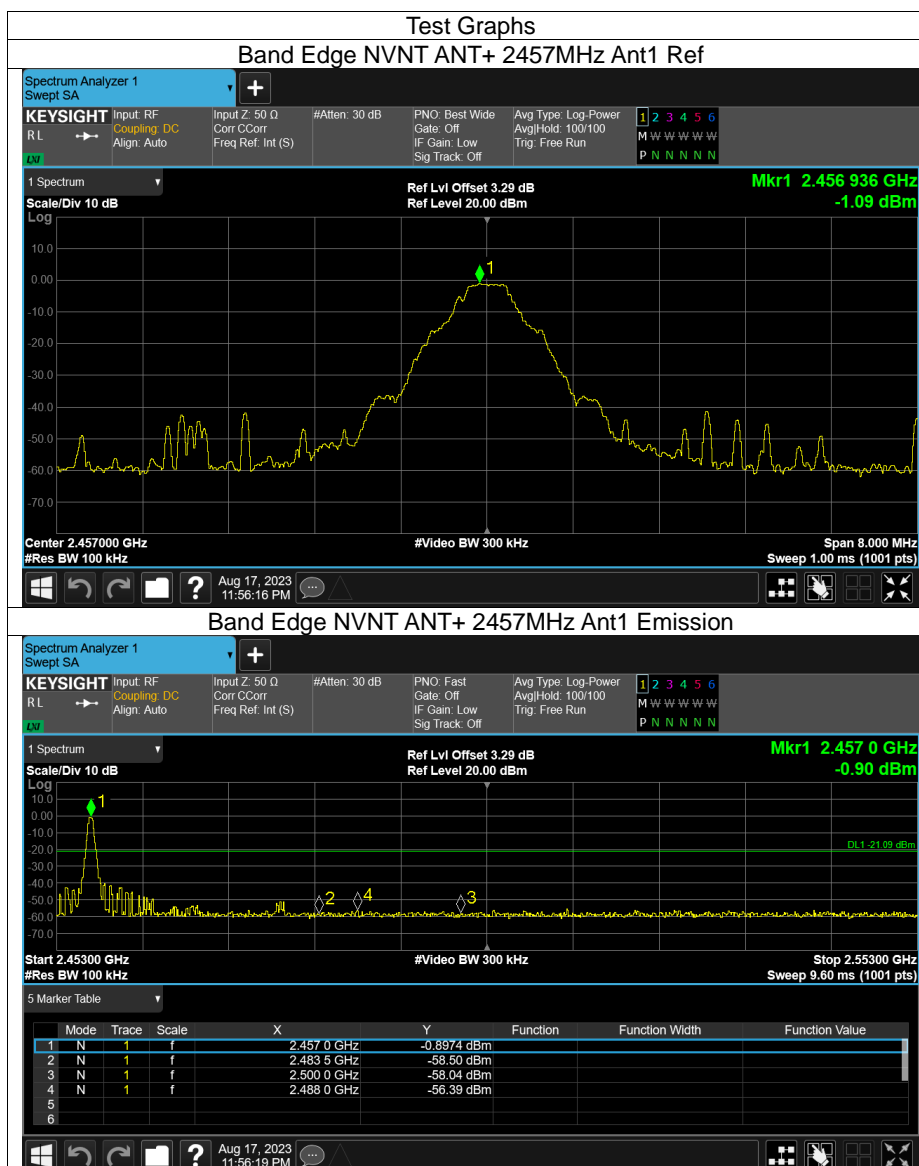 Test Graphs
Band Edge NVNT ANT+ 2457MHz Ant1 Ref
Spectrum Analyzer 1
Swept SA
+
KEYSIGHT Input: RF Input Z: 50 Ω #Atten: 30 dB PNO: Best Wide Avg Type: Log-Power 1 2 3 4 5 6
R L Coupling: DC Corr CCorr Gate: Off Avg|Hold: 100/100 M W W W W W
Align: Auto Freq Ref: Int (S) IF Gain: Low Trig: Free Run
LXI Sig Track: Off P N N N N N
1 Spectrum Ref Lvl Offset 3.29 dB Mkr1 2.456 936 GHz
Scale/Div 10 dB Ref Level 20.00 dBm -1.09 dBm
Log
10.0
1
0.00
-10.0
-20.0
-30.0
-40.0
-50.0
-60.0
-70.0
Center 2.457000 GHz #Video BW 300 kHz Span 8.000 MHz
#Res BW 100 kHz Sweep 1.00 ms (1001 pts)
? Aug 17, 2023
11:56:16 PM
Band Edge NVNT ANT+ 2457MHz Ant1 Emission
Spectrum Analyzer 1
Swept SA
+
KEYSIGHT Input: RF Input Z: 50 Ω #Atten: 30 dB PNO: Fast Avg Type: Log-Power 1 2 3 4 5 6
R L Coupling: DC Corr CCorr Gate: Off Avg|Hold: 100/100 M W W W W W
Align: Auto Freq Ref: Int (S) IF Gain: Low Trig: Free Run
LXI Sig Track: Off P N N N N N
1 Spectrum Ref Lvl Offset 3.29 dB Mkr1 2.457 0 GHz
Scale/Div 10 dB Ref Level 20.00 dBm -0.90 dBm
Log
10.0 1
0.00
-10.0
-20.0 DL1 -21.09 dBm
-30.0
-40.0
-50.0 2 4 3
-60.0
-70.0
Start 2.45300 GHz #Video BW 300 kHz Stop 2.55300 GHz
#Res BW 100 kHz Sweep 9.60 ms (1001 pts)
5 Marker Table
Mode Trace Scale X Y Function Function Width Function Value
1 N 1 f 2.457 0 GHz -0.8974 dBm
2 N 1 f 2.483 5 GHz -58.50 dBm
3 N 1 f 2.500 0 GHz -58.04 dBm
4 N 1 f 2.488 0 GHz -56.39 dBm
5
6
? Aug 17, 2023
11:56:19 PM